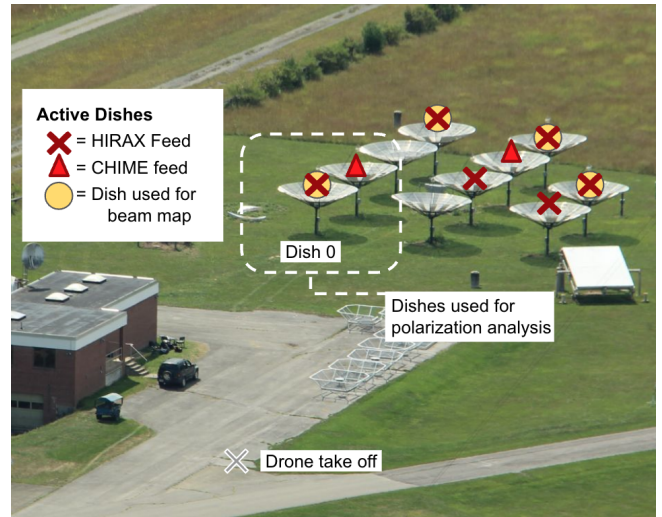 Active Dishes
= HIRAX Feed
= CHIME feed
= Dish used for
beam map
Dish 0
Dishes used for
polarization analysis
Drone take off